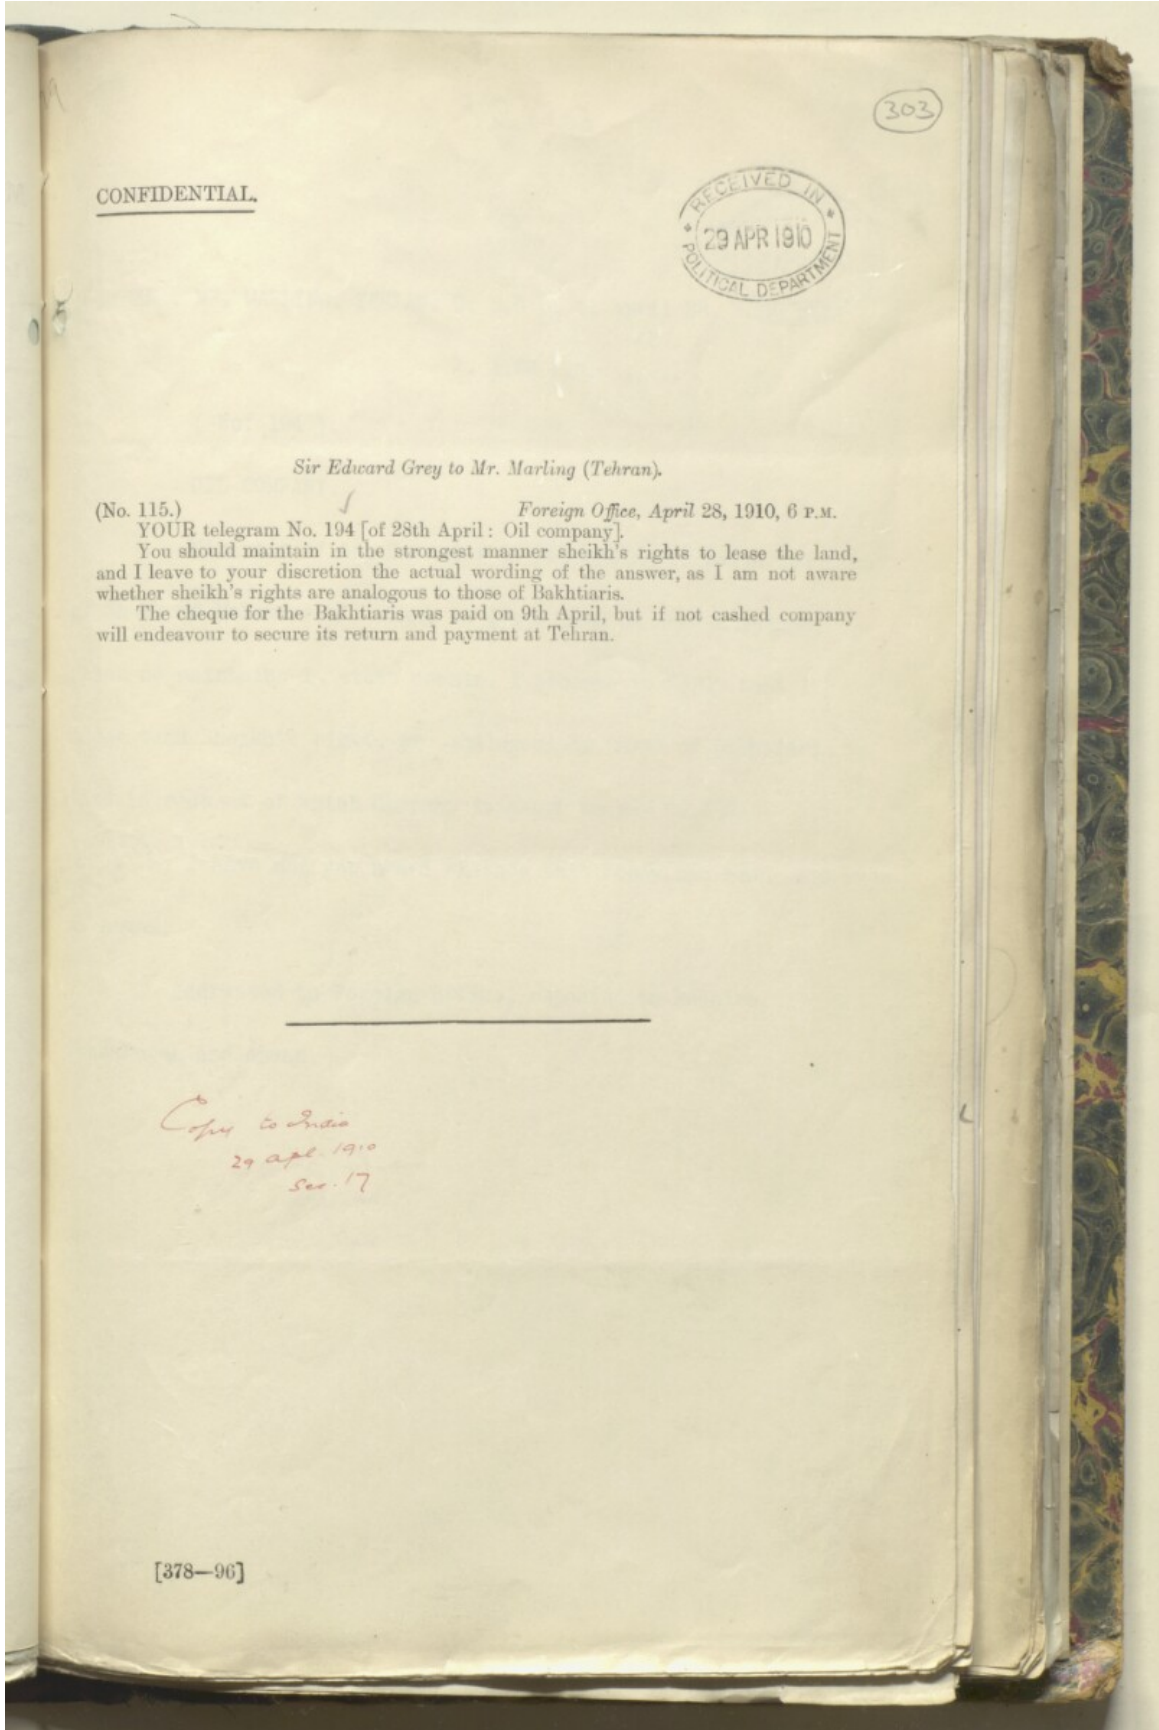 303
CONFIDENTIAL.
RECEIVED IN
29 APR 1910
POLITICAL DEPARTMENT
Sir Edward Grey to Mr. Marling (Tehran).
(No. 115.) Foreign Office, April 28, 1910, 6 P.M.
YOUR telegram No. 194 [of 28th April: Oil company].
You should maintain in the strongest manner sheikh's rights to lease the land,
and I leave to your discretion the actual wording of the answer, as I am not aware
whether sheikh's rights are analogous to those of Bakhtiaris.
The cheque for the Bakhtiaris was paid on 9th April, but if not cashed company
will endeavour to secure its return and payment at Tehran.
Copy to India
29 apl. 1910
Sec. 17
[378—96]